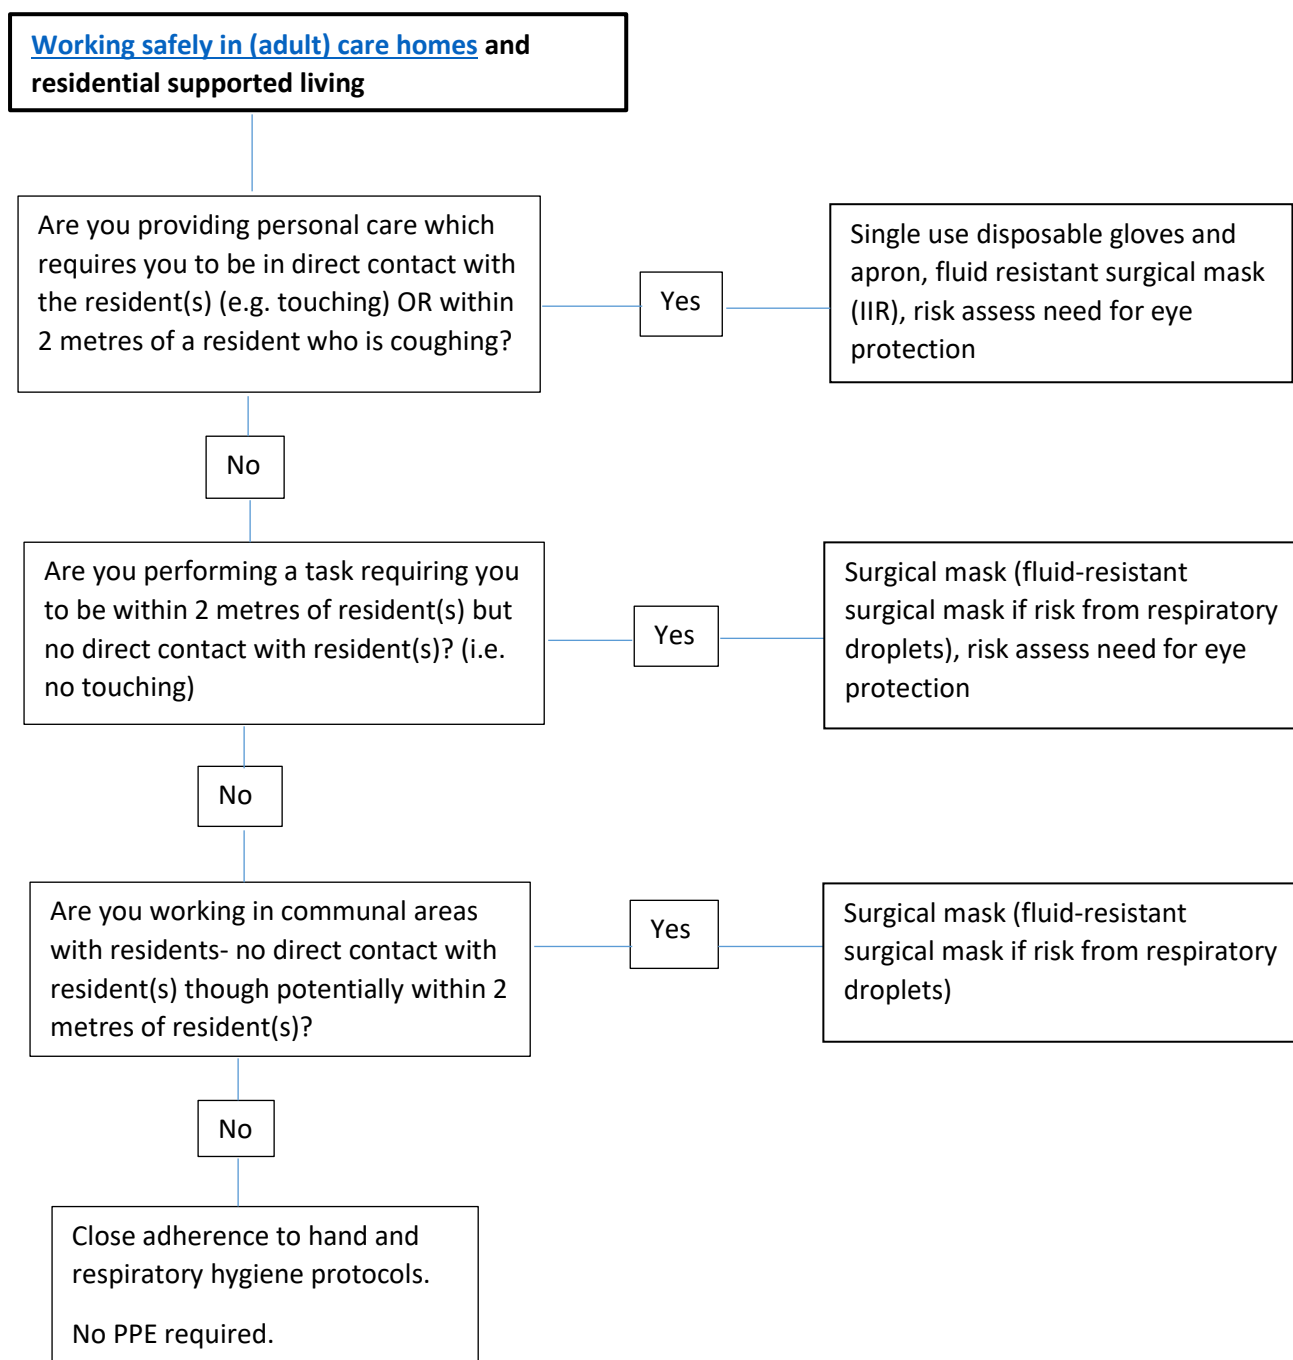 Working safely in (adult) care homes and
residential supported living
Are you providing personal care which
requires you to be in direct contact with
the resident(s) (e.g. touching) OR within
2 metres of a resident who is coughing?
Yes
Single use disposable gloves and
apron, fluid resistant surgical mask
(IIR), risk assess need for eye
protection
No
Are you performing a task requiring you
to be within 2 metres of resident(s) but
no direct contact with resident(s)? (i.e.
no touching)
Yes
Surgical mask (fluid-resistant
surgical mask if risk from respiratory
droplets), risk assess need for eye
protection
No
Are you working in communal areas
with residents- no direct contact with
resident(s) though potentially within 2
metres of resident(s)?
Yes
Surgical mask (fluid-resistant
surgical mask if risk from respiratory
droplets)
No
Close adherence to hand and
respiratory hygiene protocols.
No PPE required.